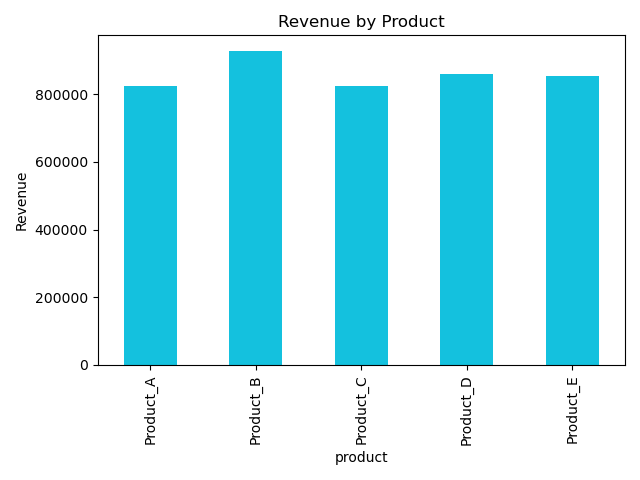 Revenue by Product
Revenue
800000
600000
400000
200000
0
Product_A
Product_B
Product_C
Product_D
Product_E
product